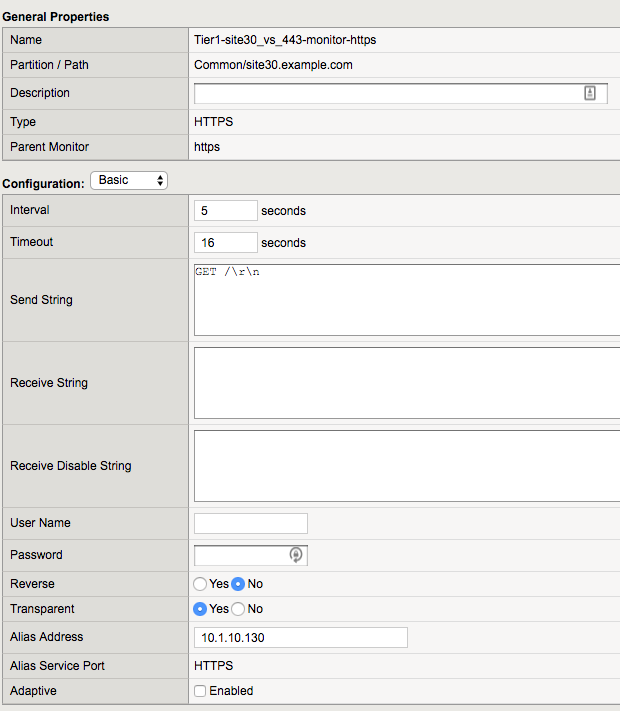 General Properties
Name Tier1-site30_vs_443-monitor-https
Partition / Path Common/site30.example.com
Description
Type HTTPS
Parent Monitor https
Configuration: Basic
Interval 5 seconds
Timeout 16 seconds
Send String GET /\r\n
Receive String
Receive Disable String
User Name
Password
Reverse Yes No
Transparent Yes No
Alias Address 10.1.10.130
Alias Service Port HTTPS
Adaptive Enabled